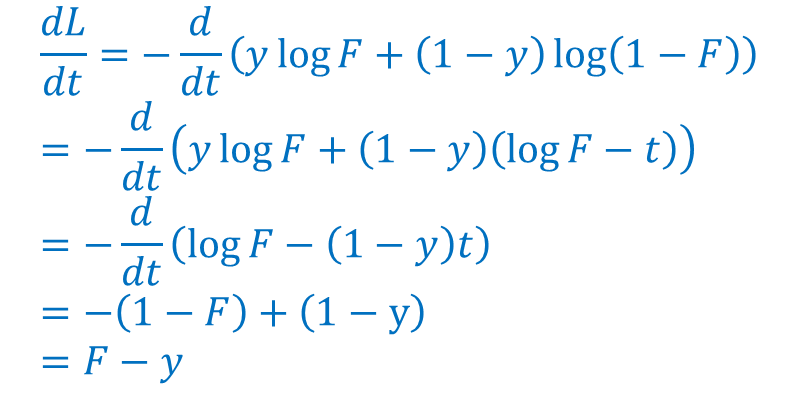 dL/dt = − d/dt (y log F + (1 − y) log(1 − F))
= − d/dt (y log F + (1 − y)(log F − t))
= − d/dt (log F − (1 − y)t)
= −(1 − F) + (1 − y)
= F − y